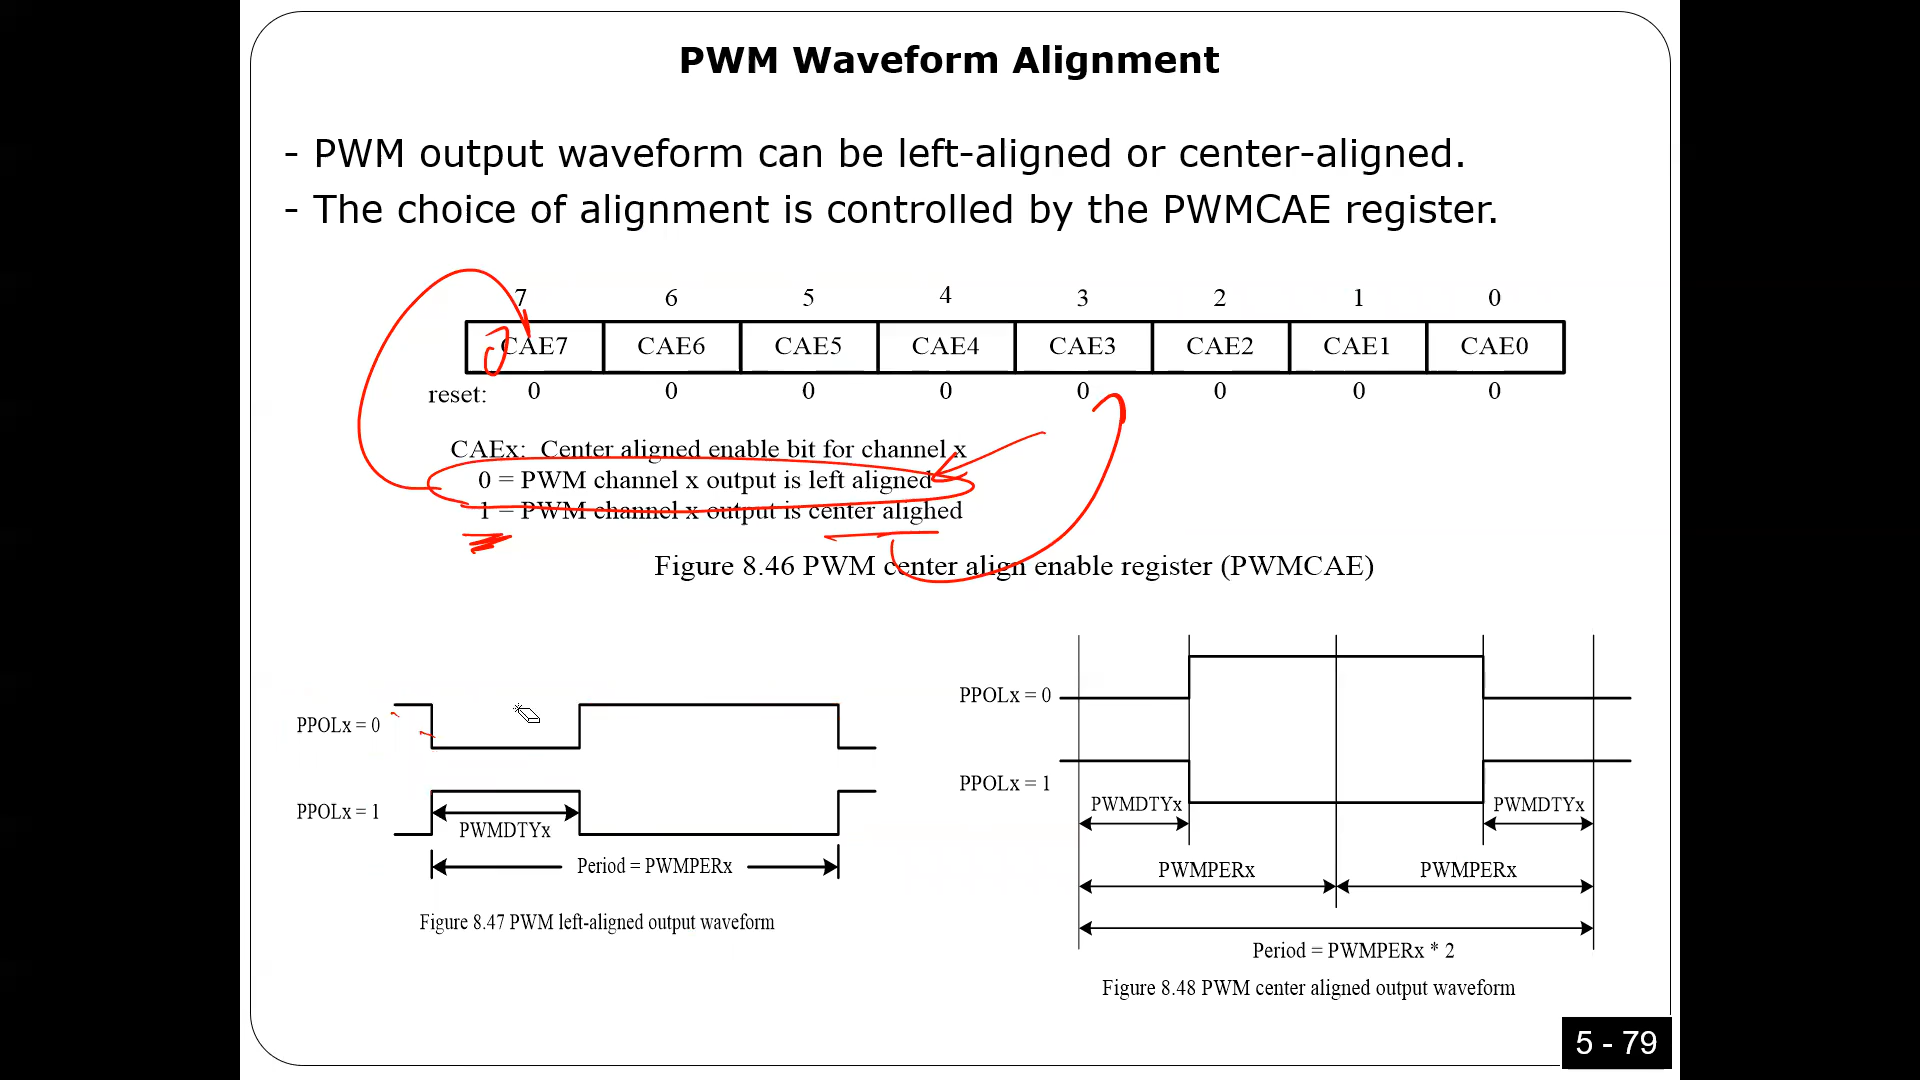 PWM Waveform Alignment
- PWM output waveform can be left-aligned or center-aligned.
- The choice of alignment is controlled by the PWMCAE register.
7 6 5 4 3 2 1 0
CAE7 CAE6 CAE5 CAE4 CAE3 CAE2 CAE1 CAE0
reset: 0 0 0 0 0 0 0 0
0
CAEx: Center aligned enable bit for channel x
0 = PWM channel x output is left aligned
1 = PWM channel x output is center alighed
Figure 8.46 PWM center align enable register (PWMCAE)
PPOLx = 0
PPOLx = 1
PWMDTYx
Period = PWMPERx
Figure 8.47 PWM left-aligned output waveform
PPOLx = 0
PPOLx = 1
PWMDTYx PWMDTYx
PWMPERx PWMPERx
Period = PWMPERx * 2
Figure 8.48 PWM center aligned output waveform
5 - 79